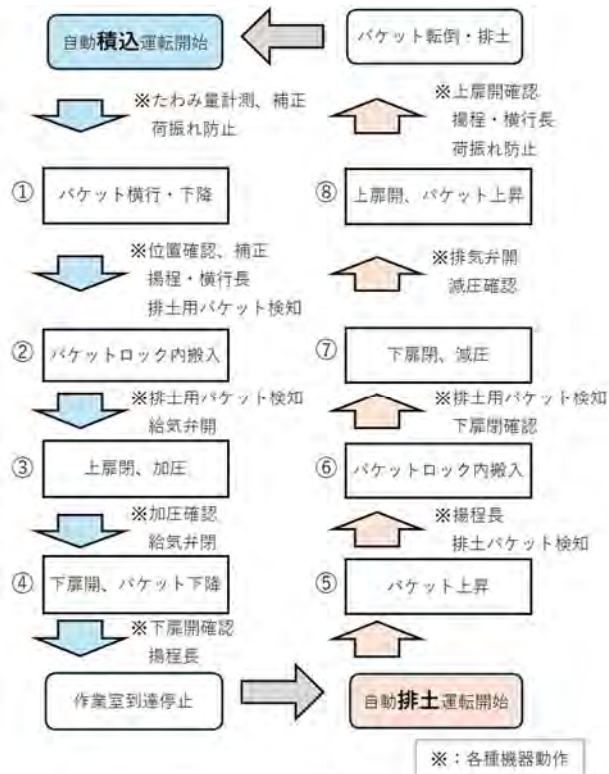 自動積込運転開始
※たわみ量計測、補正
荷振れ防止
① バケット横行・下降
※位置確認、補正
揚程・横行長
排土用バケット検知
② バケットロック内搬入
※排土用バケット検知
給気弁開
③ 上扉閉、加圧
※加圧確認
給気弁閉
④ 下扉開、バケット下降
※下扉開確認
揚程長
作業室到達停止
自動排土運転開始
⑤ バケット上昇
※揚程長
排土バケット検知
⑥ バケットロック内搬入
※排土用バケット検知
下扉閉確認
⑦ 下扉閉、減圧
※排気弁開
減圧確認
⑧ 上扉開、バケット上昇
※上扉開確認
揚程・横行長
荷振れ防止
バケット転倒・排土
※：各種機器動作